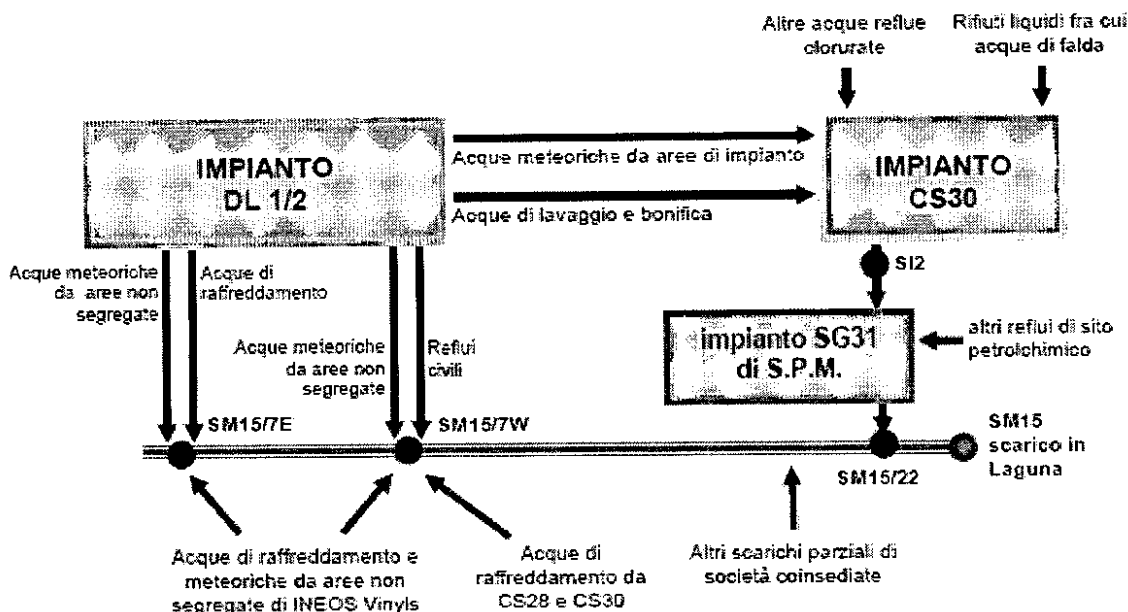 Altre acque reflue
clorurate
Rifiuti liquidi fra cui
acque di falda
IMPIANTO
DL 1/2
Acque meteoriche da aree di impianto
Acque di lavaggio e bonifica
IMPIANTO
CS30
SI2
Acque meteoriche
da aree non
segregate
Acque di
raffreddamento
Acque meteoriche
da aree non
segregate
Reflui
civili
impianto SG31
di S.P.M.
altri reflui di sito
petrolchimico
SM15/7E
SM15/7W
SM15/22
SM15
scarico in
Laguna
Acque di raffreddamento e
meteoriche da aree non
segregate di INEOS Vinyls
Acque di
raffreddamento da
CS28 e CS30
Altri scarichi parziali di
società coinsediate